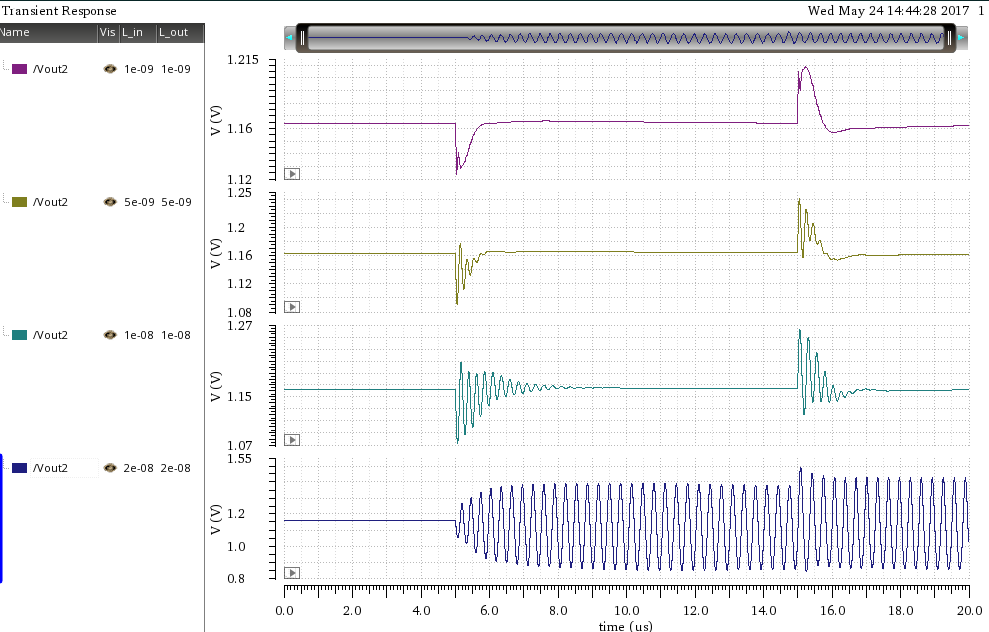 Transient Response Wed May 24 14:44:28 2017 1
Name Vis L_in L_out
/Vout2 1e-09 1e-09
/Vout2 5e-09 5e-09
/Vout2 1e-08 1e-08
/Vout2 2e-08 2e-08
1.215
V (V)
1.16
1.12
1.25
1.2
V (V)
1.16
1.12
1.08
1.27
V (V)
1.15
1.07
1.55
1.2
V (V)
1.0
0.8
0.0 2.0 4.0 6.0 8.0 10.0 12.0 14.0 16.0 18.0 20.0
time (us)